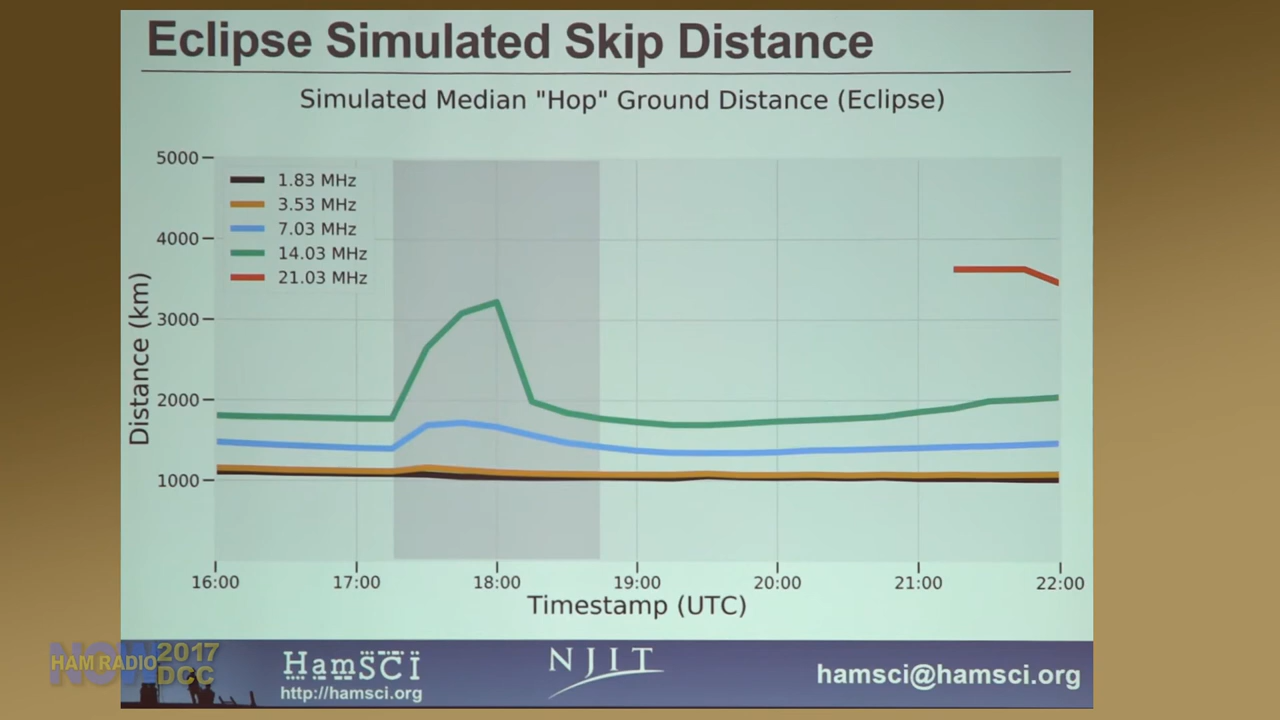 Eclipse Simulated Skip Distance
Simulated Median "Hop" Ground Distance (Eclipse)
5000
4000
3000
2000
1000
Distance (km)
1.83 MHz
3.53 MHz
7.03 MHz
14.03 MHz
21.03 MHz
16:00 17:00 18:00 19:00 20:00 21:00 22:00
Timestamp (UTC)
NOW
HAM RADIO
2017
DCC
HamSCI
http://hamsci.org
NJIT
hamsci@hamsci.org